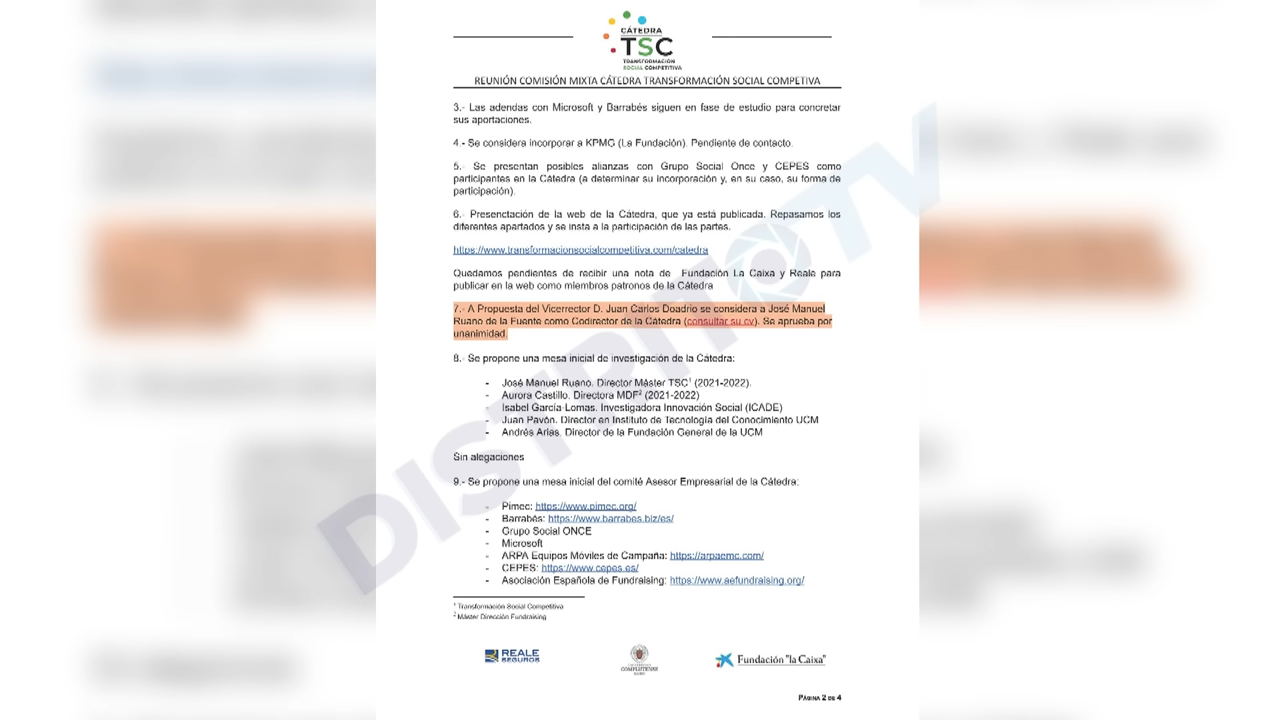 CÁTEDRA
TSC
TRANSFORMACIÓN
SOCIAL COMPETITIVA
REUNIÓN COMISIÓN MIXTA CÁTEDRA TRANSFORMACIÓN SOCIAL COMPETIVA
3.- Las adendas con Microsoft y Barrabés siguen en fase de estudio para concretar
sus aportaciones.
4.- Se considera incorporar a KPMG (La Fundación). Pendiente de contacto.
5.- Se presentan posibles alianzas con Grupo Social Once y CEPES como
participantes en la Cátedra (a determinar su incorporación y, en su caso, su forma de
participación).
6.- Presenctación de la web de la Cátedra, que ya está publicada. Repasamos los
diferentes apartados y se insta a la participación de las partes.
https://www.transformacionsocialcompetitiva.com/catedra
Quedamos pendientes de recibir una nota de Fundación La Caixa y Reale para
publicar en la web como miembros patronos de la Cátedra
7.- A Propuesta del Vicerrector D. Juan Carlos Doadrio se considera a José Manuel
Ruano de la Fuente como Codirector de la Cátedra (consultar su cv). Se aprueba por
unanimidad.
8.- Se propone una mesa inicial de investigación de la Cátedra:
- José Manuel Ruano. Director Máster TSC¹ (2021-2022).
- Aurora Castillo. Directora MDF² (2021-2022)
- Isabel García-Lomas. Investigadora Innovación Social (ICADE)
- Juan Pavón. Director en Instituto de Tecnología del Conocimiento UCM
- Andrés Arias. Director de la Fundación General de la UCM
Sin alegaciones
9.- Se propone una mesa inicial del comité Asesor Empresarial de la Cátedra:
- Pimec: https://www.pimec.org/
- Barrabés: https://www.barrabes.biz/es/
- Grupo Social ONCE
- Microsoft
- ARPA Equipos Móviles de Campaña: https://arpaemc.com/
- CEPES: https://www.cepes.es/
- Asociación Española de Fundraising: https://www.aefundraising.org/
¹ Transformación Social Competitiva
² Máster Dirección Fundraising
REALE
SEGUROS
UNIVERSIDAD
COMPLUTENSE
MADRID
Fundación "la Caixa"
PÁGINA 2 DE 4
DISTRITOTV